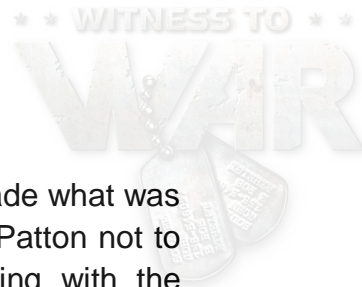 ★ ★ WITNESS TO ★ ★
WAR
ade what was
Patton not to
ing with the